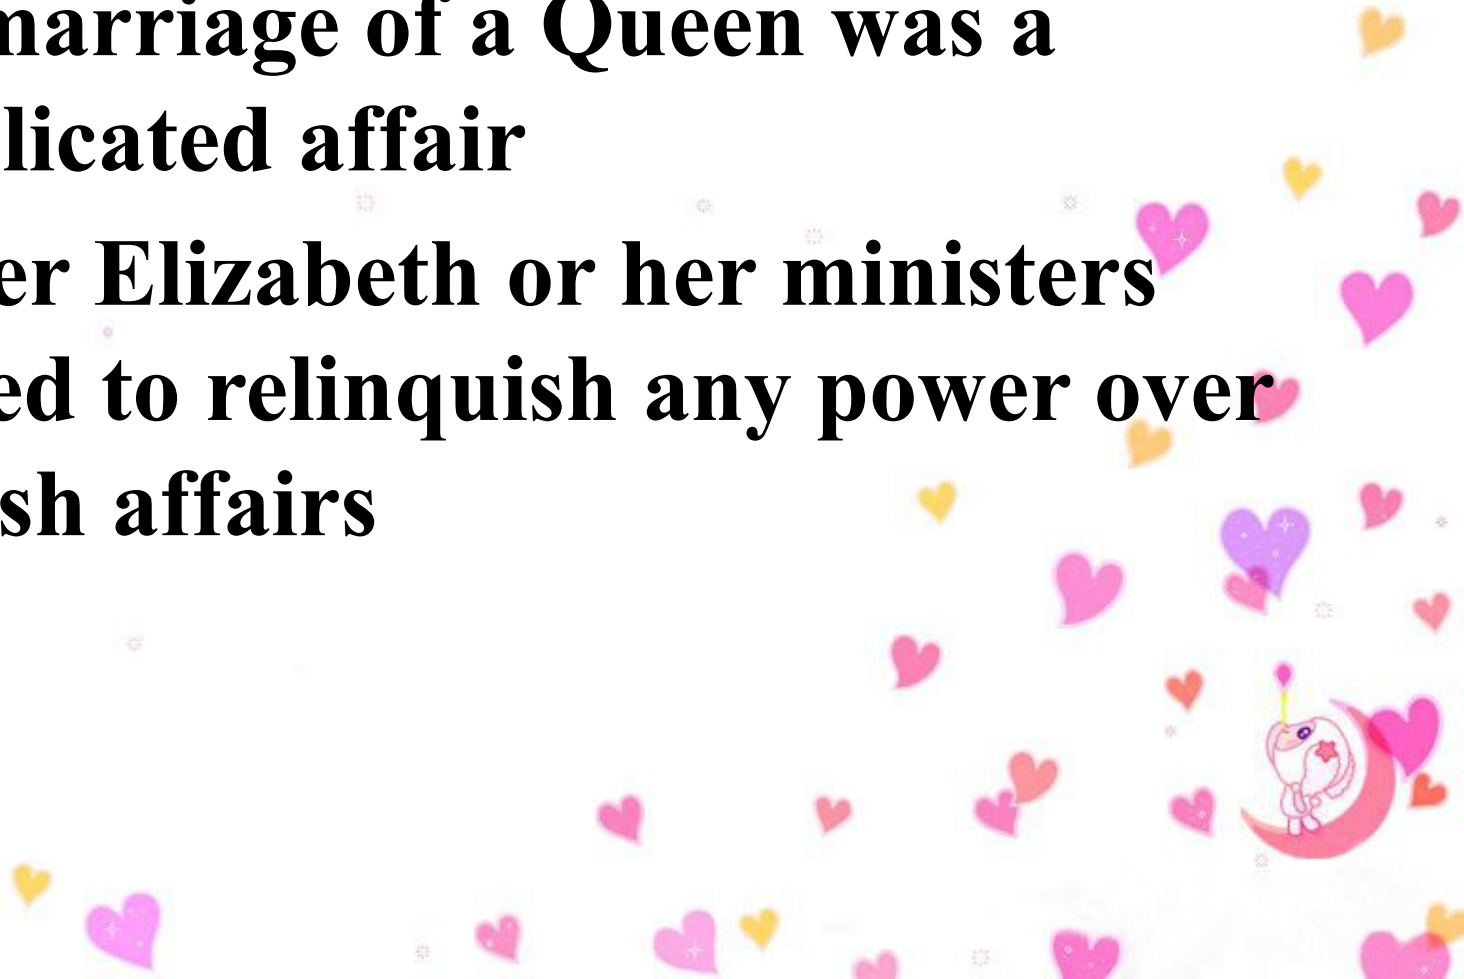 marriage of a Queen was a
licated affair
er Elizabeth or her ministers
ed to relinquish any power over
sh affairs